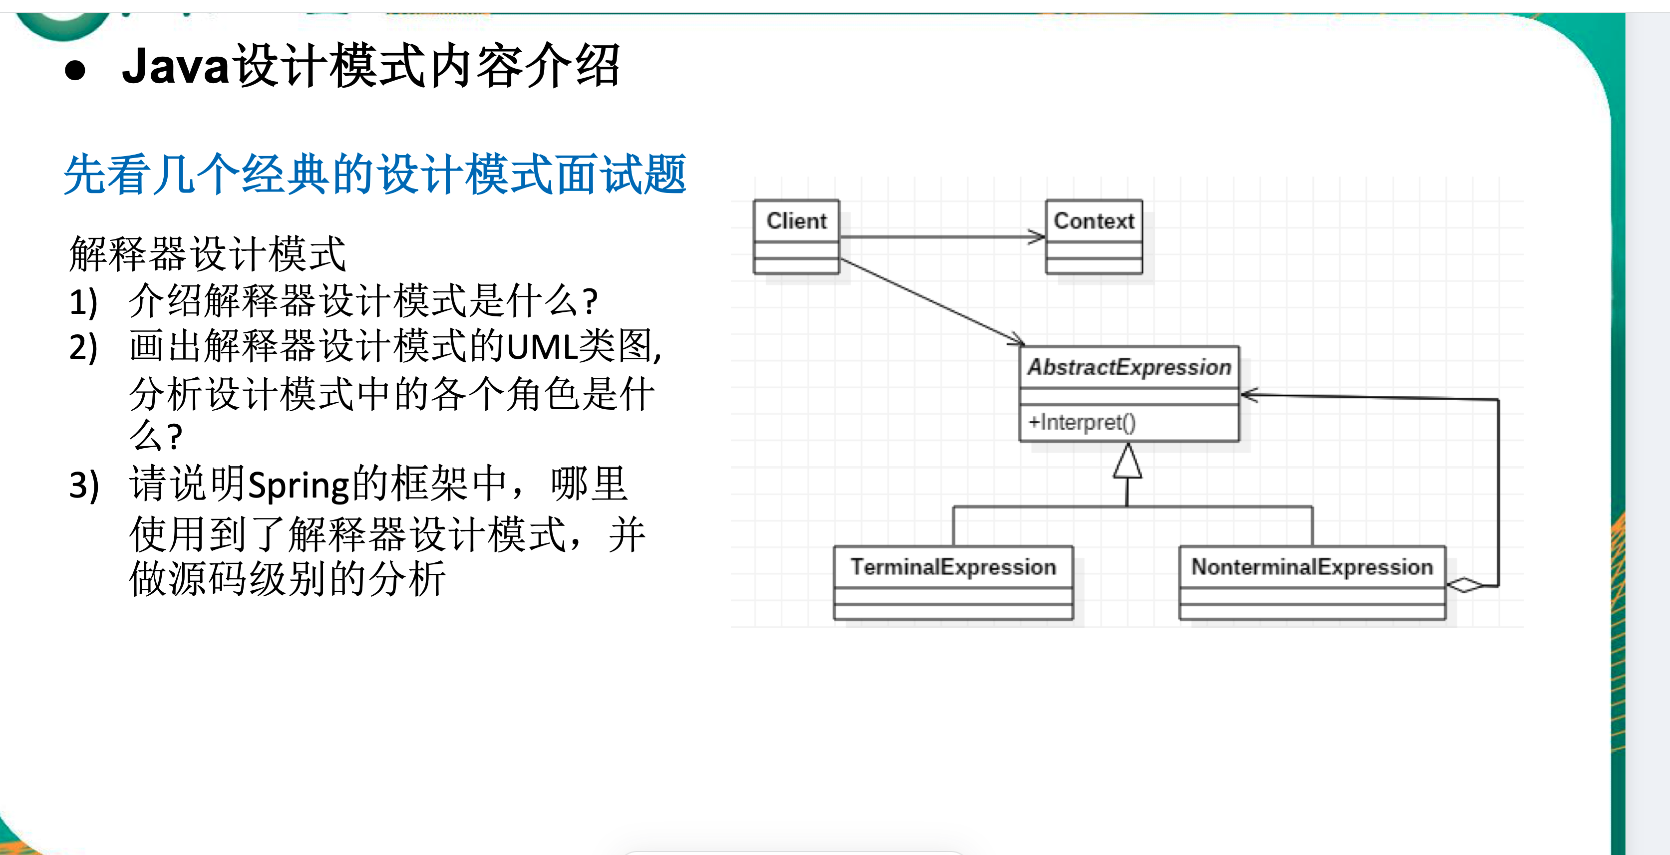 ● Java设计模式内容介绍
先看几个经典的设计模式面试题
解释器设计模式
1) 介绍解释器设计模式是什么?
2) 画出解释器设计模式的UML类图,
分析设计模式中的各个角色是什
么?
3) 请说明Spring的框架中，哪里
使用到了解释器设计模式，并
做源码级别的分析
Client
Context
AbstractExpression
+Interpret()
TerminalExpression
NonterminalExpression